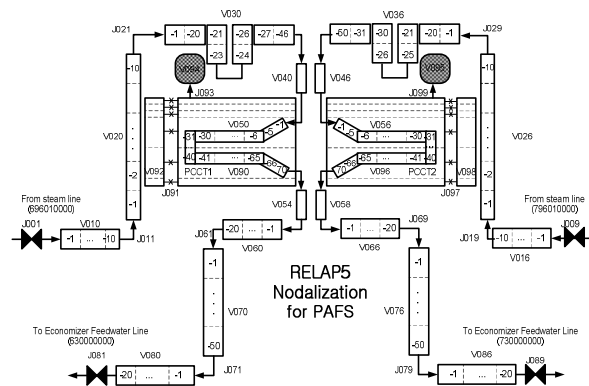 J021
V030
V036
J029
-1
-20
-21
-26
-27
-46
-50
-31
-30
-21
-20
-1
-23
-24
-26
-25
-10
V094
V040
V046
V095
-10
J093
J099
V020
V050
V056
V026
-1
-5
-6
-30
-31
-1
-5
-6
-30
-31
V092
-40
-41
-65
-66
-70
-70
-66
-65
-41
-40
V098
PCCT1
V090
V096
PCCT2
-2
-1
J091
V054
V058
J097
-2
-1
From steam line
(696010000)
From steam line
(796010000)
J001
V010
J011
J061
-20
...
-1
V060
-1
...
-20
V066
J069
J019
V016
J009
-1
...
-10
-10
...
-1
RELAP5
Nodalization
for PAFS
-1
V070
-50
-1
V076
-50
To Economizer Feedwater Line
(630000000)
To Economizer Feedwater Line
(730000000)
J081
V080
J071
J079
V086
J089
-20
...
-1
-1
...
-20